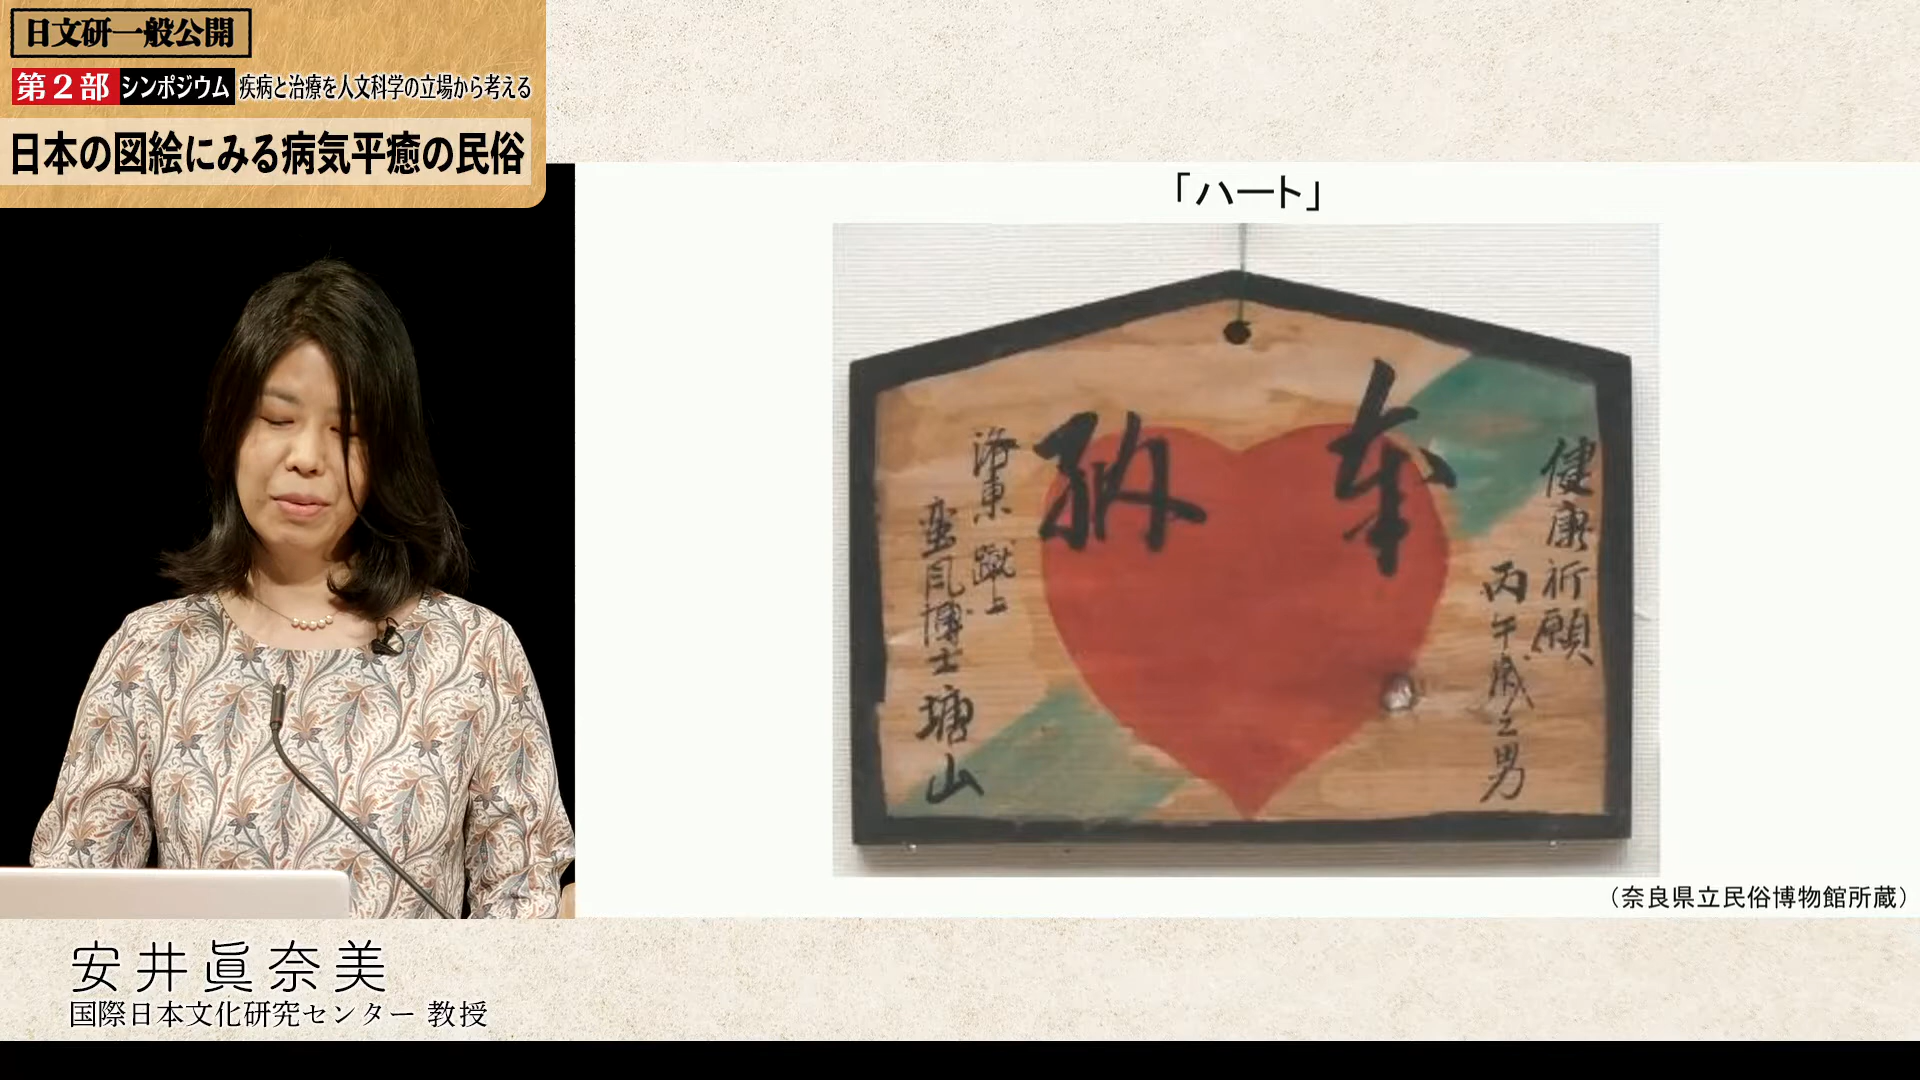 日文研一般公開
第2部 シンポジウム 疾病と治療を人文科学の立場から考える
日本の図絵にみる病気平癒の民俗
「ハート」
奉納
健康祈願
丙午歳之男
海東 蹴上
蛮風博士 塘山
（奈良県立民俗博物館所蔵）
安井眞奈美
国際日本文化研究センター 教授